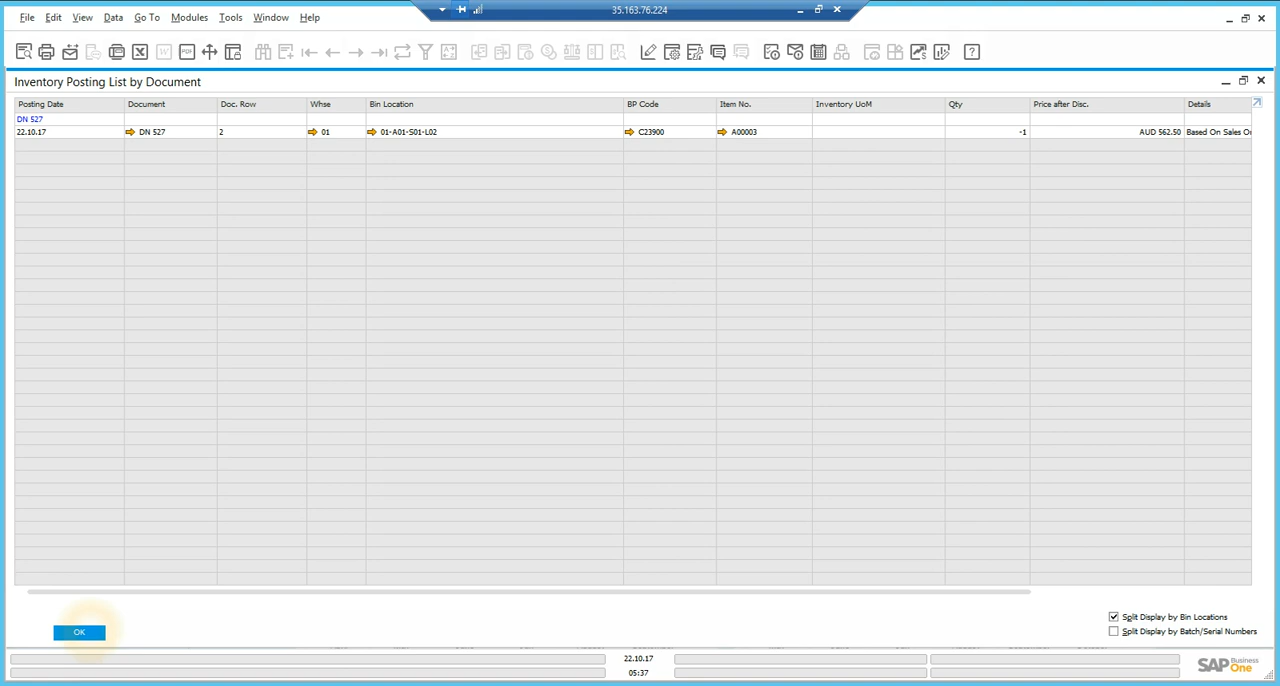 35.163.76.224
File Edit View Data Go To Modules Tools Window Help
Inventory Posting List by Document
Posting Date Document Doc. Row Whse Bin Location BP Code Item No. Inventory UoM Qty Price after Disc. Details
DN 527
22.10.17 DN 527 2 01 01-A01-S01-L02 C23900 A00003 -1 AUD 562.50 Based On Sales Or
Split Display by Bin Locations
OK
Split Display by Batch/Serial Numbers
22.10.17
05:37
SAP Business One